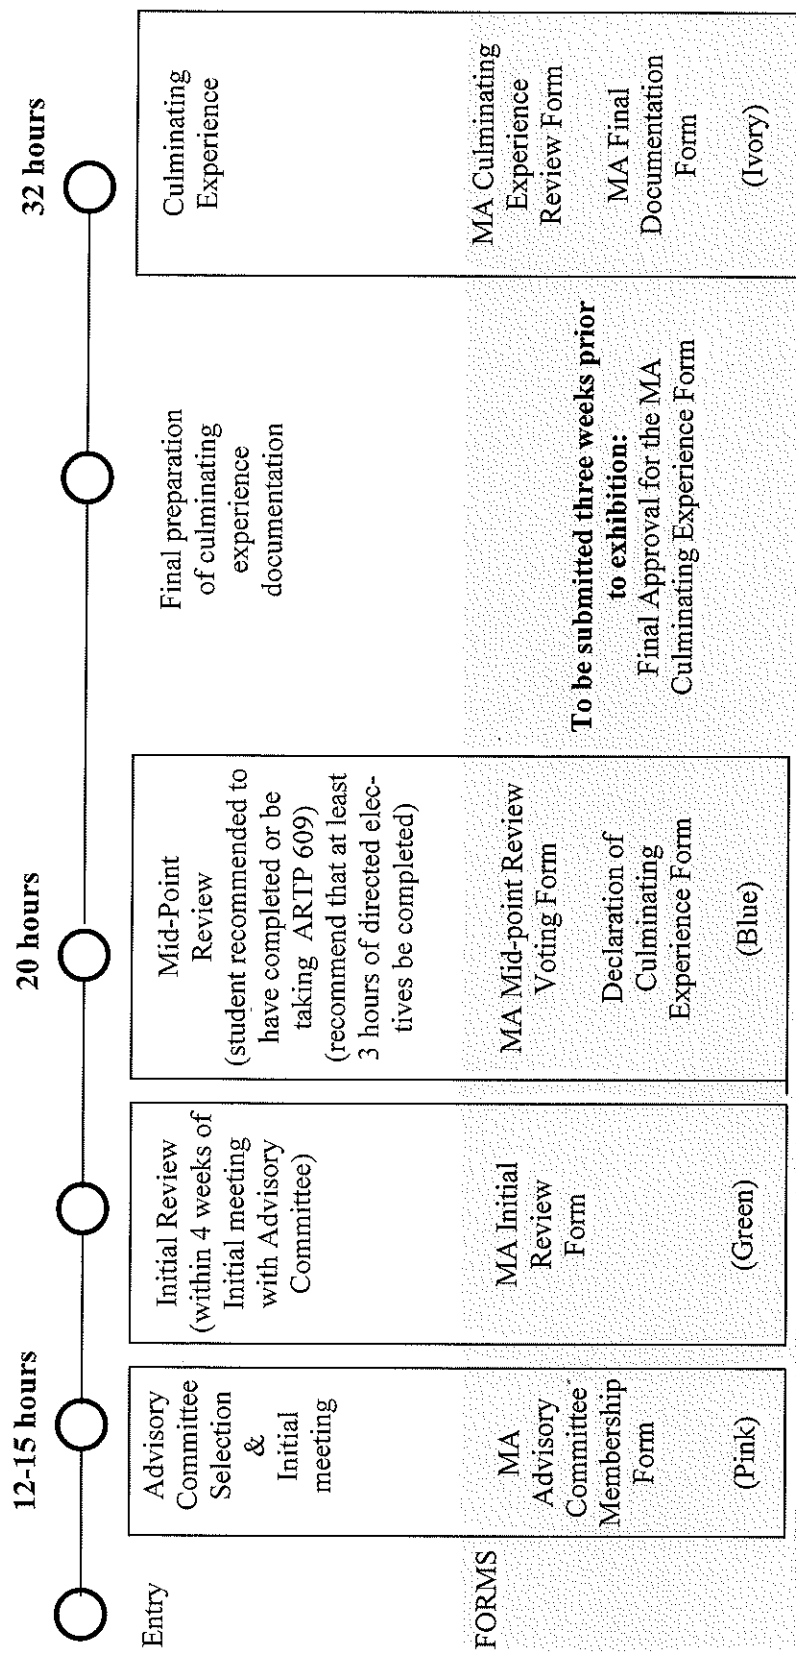 12-15 hours
20 hours
32 hours
Entry
Advisory
Committee
Selection
&
Initial
meeting
Initial Review
(within 4 weeks of
Initial meeting
with Advisory
Committee)
Mid-Point
Review
(student recommended to
have completed or be
taking ARTP 609)
(recommend that at least
3 hours of directed elec-
tives be completed)
Final preparation
of culminating
experience
documentation
Culminating
Experience
FORMS
MA
Advisory
Committee
Membership
Form
(Pink)
MA Initial
Review
Form
(Green)
MA Mid-point Review
Voting Form
Declaration of
Culminating
Experience Form
(Blue)
To be submitted three weeks prior
to exhibition:
Final Approval for the MA
Culminating Experience Form
MA Culminating
Experience
Review Form
MA Final
Documentation
Form
(Ivory)